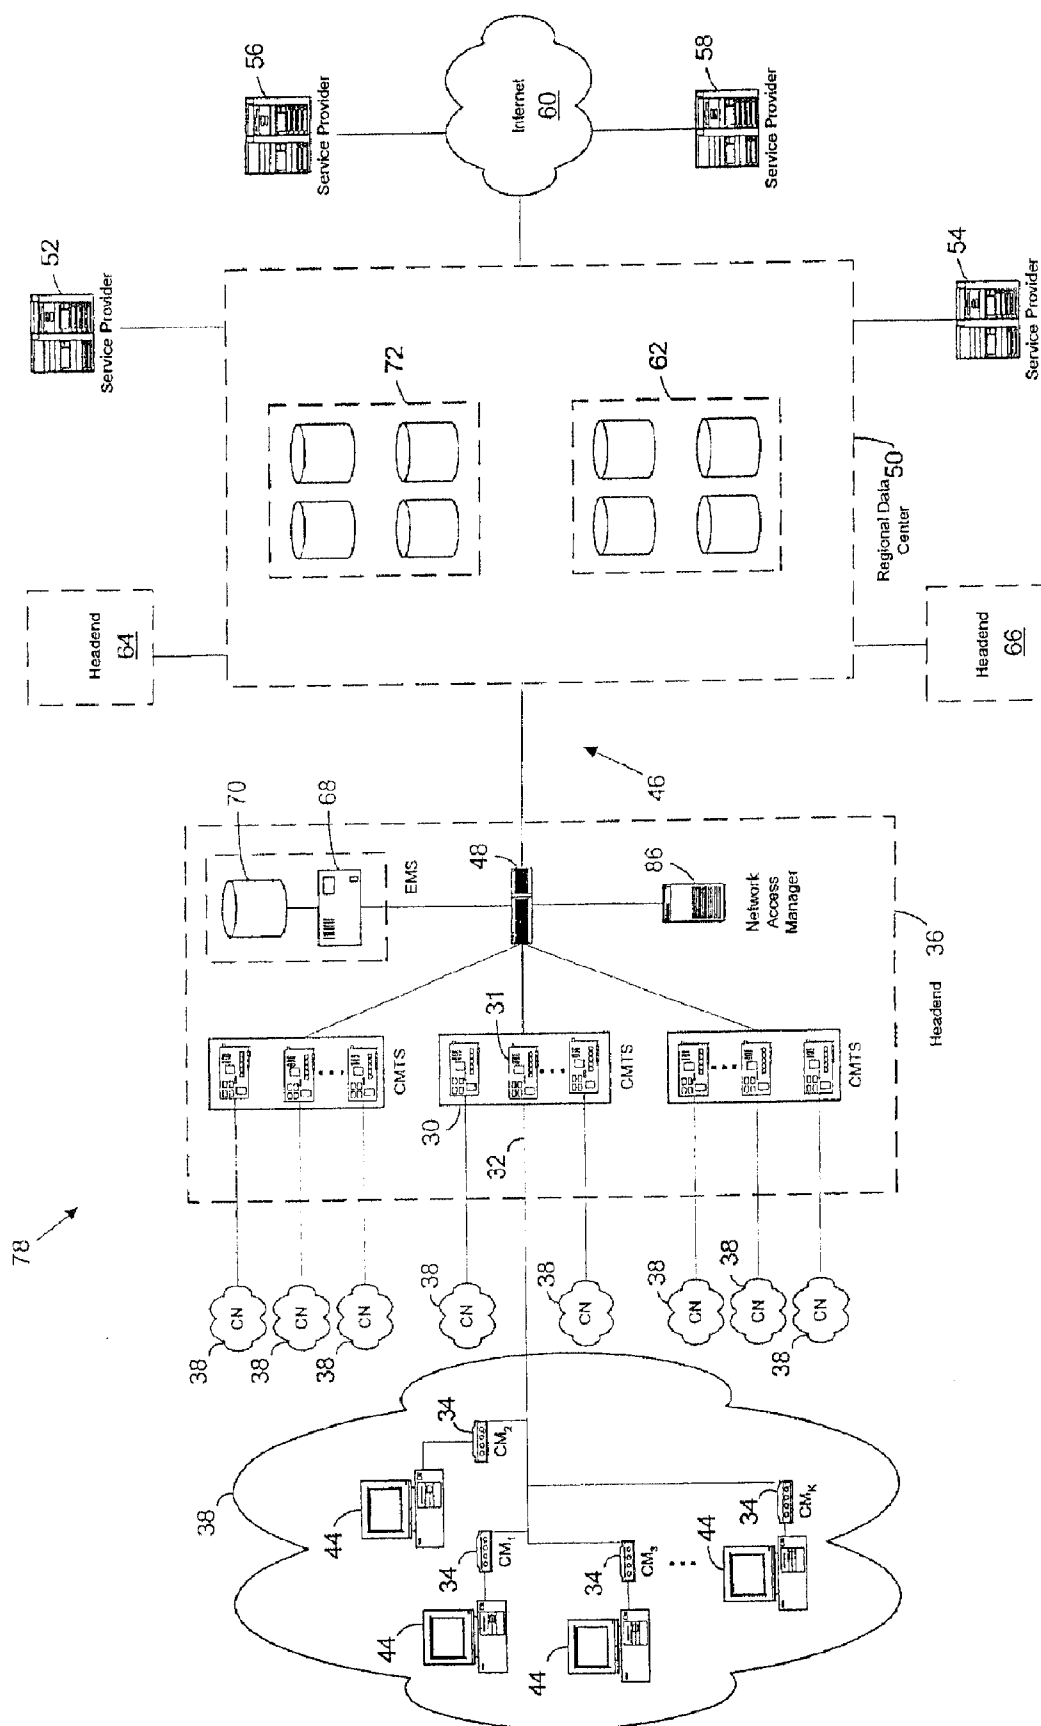 78
56
Service Provider
Internet
60
58
Service Provider
52
Service Provider
54
Service Provider
72
62
Regional Data
Center
50
Headend
64
Headend
66
46
70
68
EMS
48
86
Network
Access
Manager
36
Headend
CMTS
31
CMTS
30
32
CMTS
CN
38
CN
38
CN
38
CN
38
CN
38
CN
38
CN
38
CN
38
38
34
CM2
44
34
CM1
44
34
CM3
44
34
CMK
44